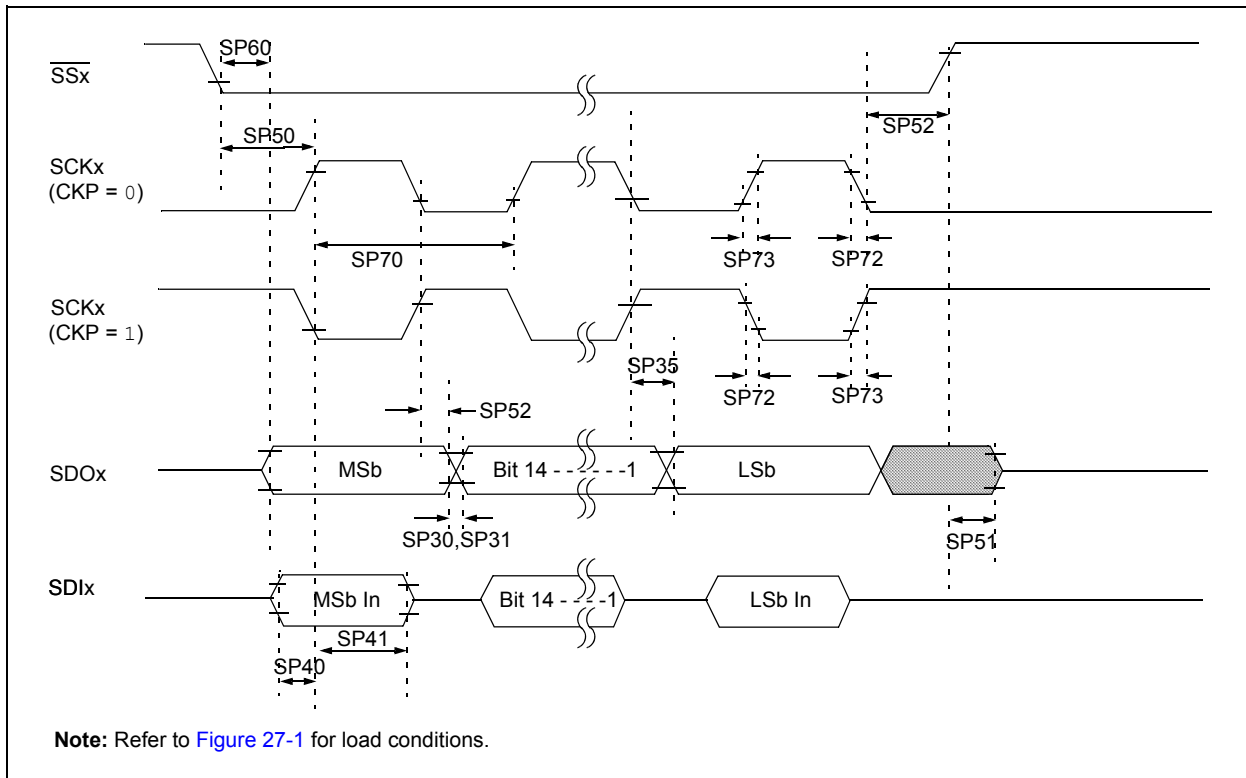 SP60
SSx
SP50
SP52
SCKx
(CKP = 0)
SP70
SP73
SP72
SCKx
(CKP = 1)
SP35
SP72
SP73
SP52
SDOx
MSb
Bit 14 - - - - - -1
LSb
SP30,SP31
SP51
SDIx
MSb In
Bit 14 - - - -1
LSb In
SP41
SP40
Note: Refer to Figure 27-1 for load conditions.